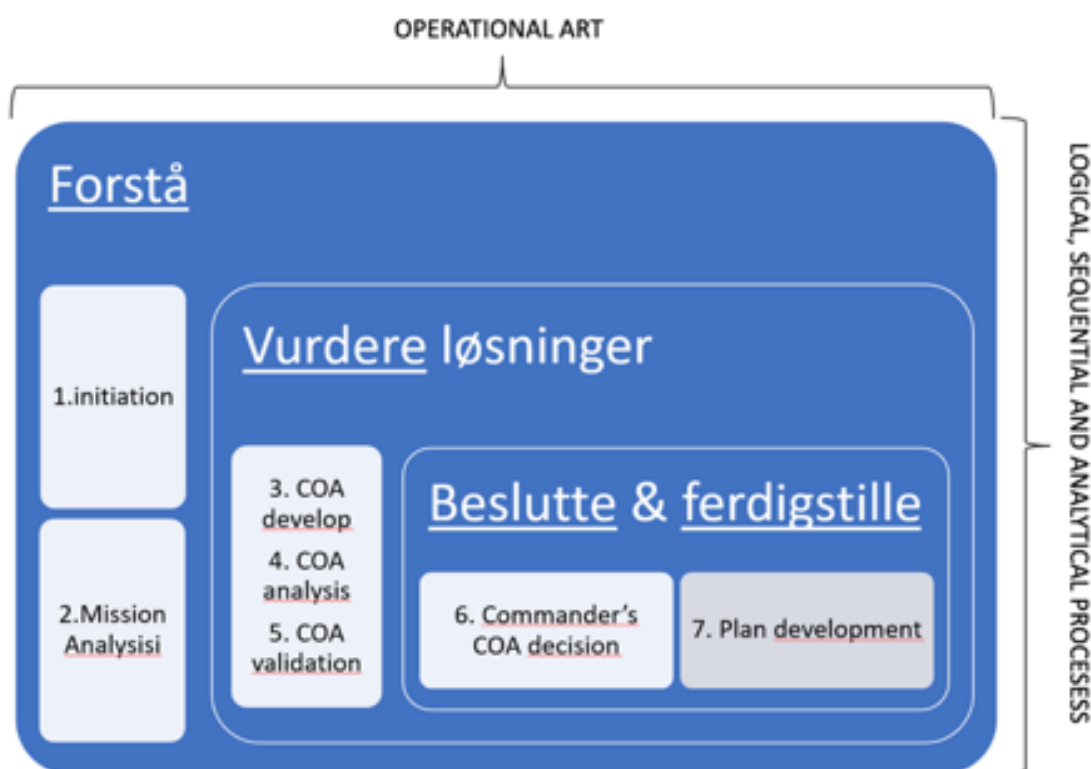 OPERATIONAL ART
Forstå
1.initiation
2.Mission
Analysisi
Vurdere løsninger
3. COA
develop
4. COA
analysis
5. COA
validation
Beslutte & ferdigstille
6. Commander's
COA decision
7. Plan development
LOGICAL, SEQUENTIAL AND ANALYTICAL PROCESESS